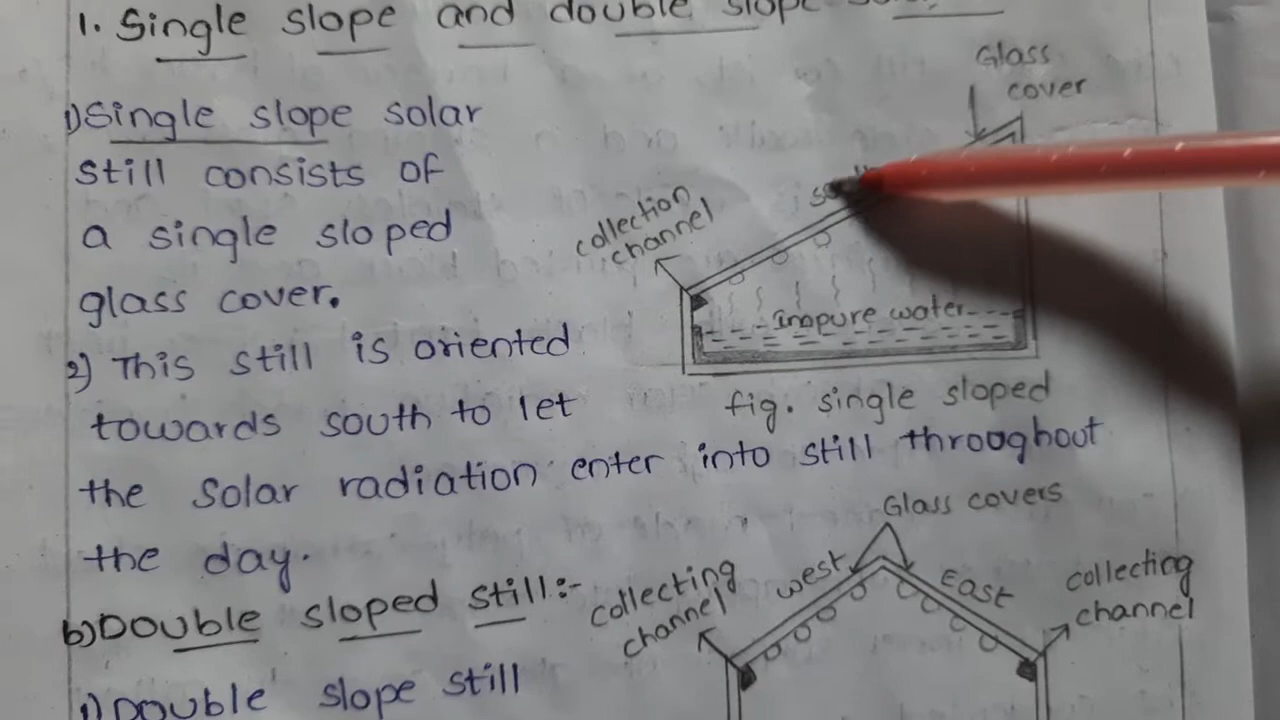 1. Single slope and double slope
1) Single slope solar
still consists of
a single sloped
glass cover.
2) This still is oriented
towards south to let
the solar radiation enter into still throughout
the day.
Glass
cover
collection
channel
Impure water
fig. single sloped
b) Double sloped still:-
1) Double slope still
Glass covers
collecting
channel
west
East
collecting
channel